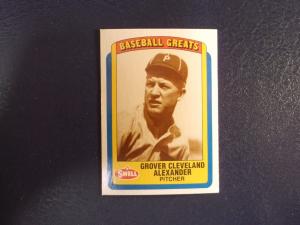 BASEBALL GREATS
P
GROVER CLEVELAND
ALEXANDER
PITCHER
SWELL